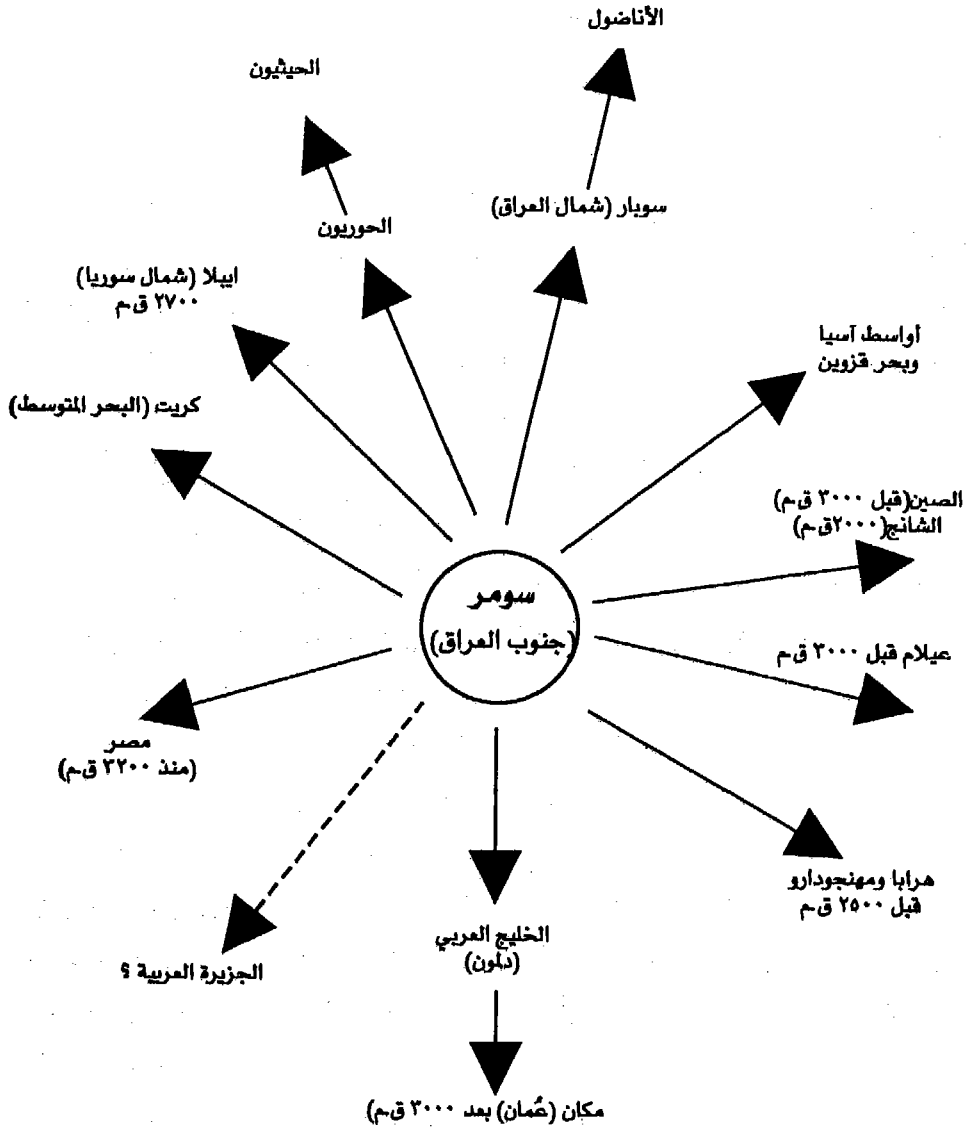 الأناضول
الحيثيون
سوبار (شمال العراق)
الحوريون
ايبلا (شمال سوريا)
٢٧٠٠ ق.م
أواسط آسيا
وبحر قزوين
كريت (البحر المتوسط)
الصين(قبل ٣٠٠٠ ق.م)
الشانج(٢٠٠٠ق.م)
سومر
(جنوب العراق)
عيلام قبل ٣٠٠٠ ق.م
مصر
(منذ ٣٢٠٠ ق.م)
هرابا ومهنجودارو
قبل ٢٥٠٠ ق.م
الخليج العربي
(دلمون)
الجزيرة العربية ؟
مكان (عُمان) بعد ٣٠٠٠ ق.م)